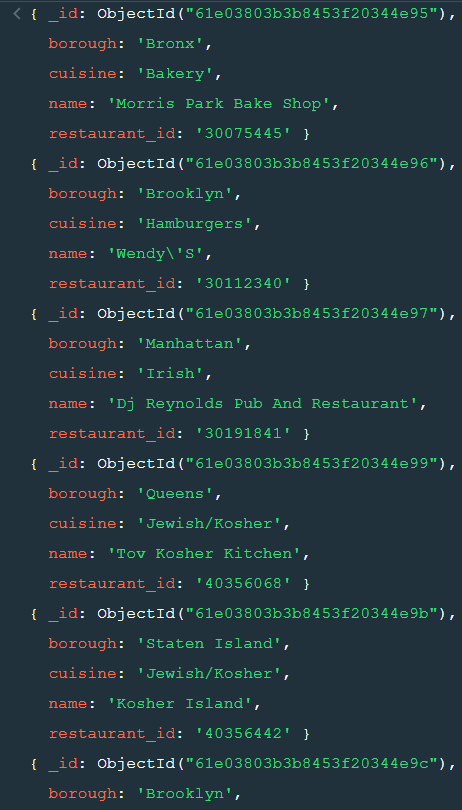 < { _id: ObjectId("61e03803b3b8453f20344e95"),
borough: 'Bronx',
cuisine: 'Bakery',
name: 'Morris Park Bake Shop',
restaurant_id: '30075445' }
{ _id: ObjectId("61e03803b3b8453f20344e96"),
borough: 'Brooklyn',
cuisine: 'Hamburgers',
name: 'Wendy\'S',
restaurant_id: '30112340' }
{ _id: ObjectId("61e03803b3b8453f20344e97"),
borough: 'Manhattan',
cuisine: 'Irish',
name: 'Dj Reynolds Pub And Restaurant',
restaurant_id: '30191841' }
{ _id: ObjectId("61e03803b3b8453f20344e99"),
borough: 'Queens',
cuisine: 'Jewish/Kosher',
name: 'Tov Kosher Kitchen',
restaurant_id: '40356068' }
{ _id: ObjectId("61e03803b3b8453f20344e9b"),
borough: 'Staten Island',
cuisine: 'Jewish/Kosher',
name: 'Kosher Island',
restaurant_id: '40356442' }
{ _id: ObjectId("61e03803b3b8453f20344e9c"),
borough: 'Brooklyn',